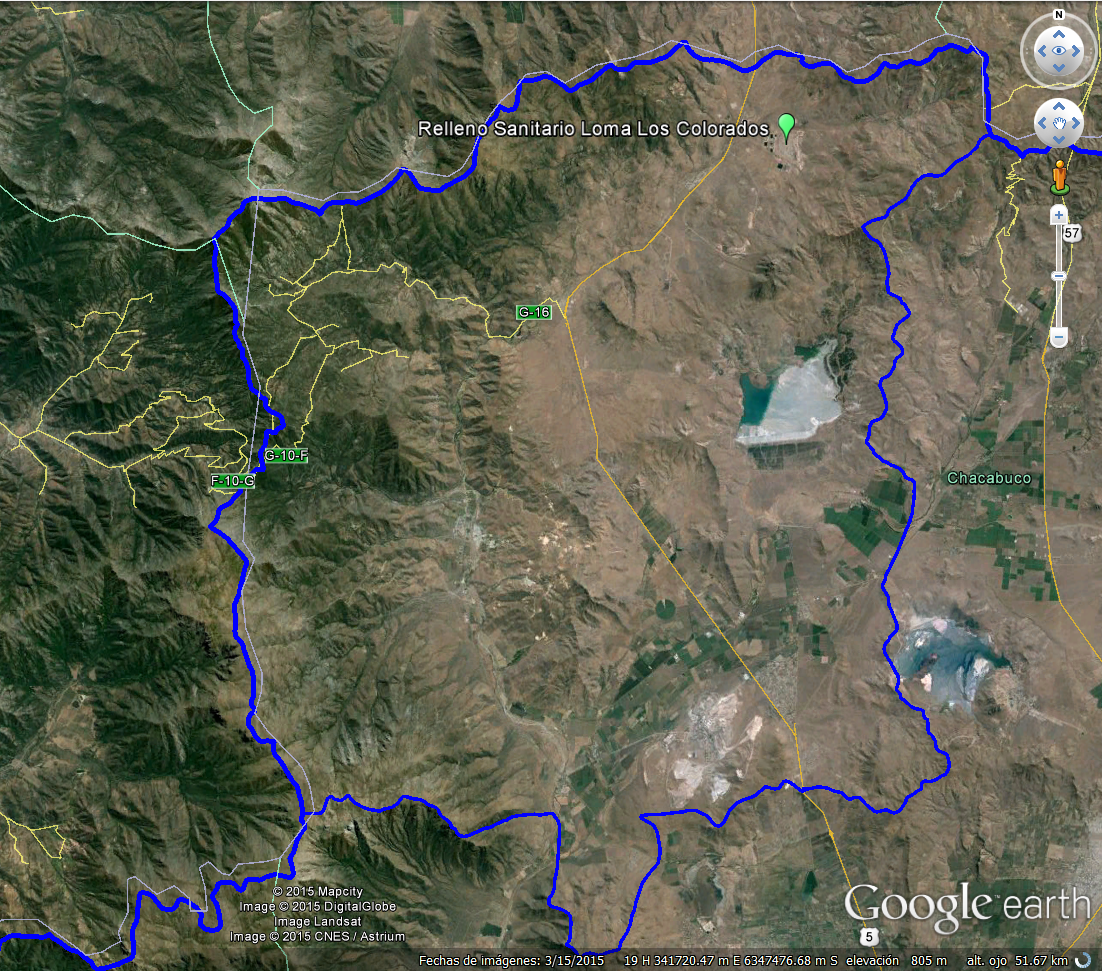 N
Relleno Sanitario Loma Los Colorados
57
G-16
G-10-F
F-10-G
Chacabuco
© 2015 Mapcity
Image © 2015 DigitalGlobe
Image Landsat
Image © 2015 CNES / Astrium
Google earth
5
Fechas de imágenes: 3/15/2015 19 H 341720.47 m E 6347476.68 m S elevación 805 m alt. ojo 51.67 km